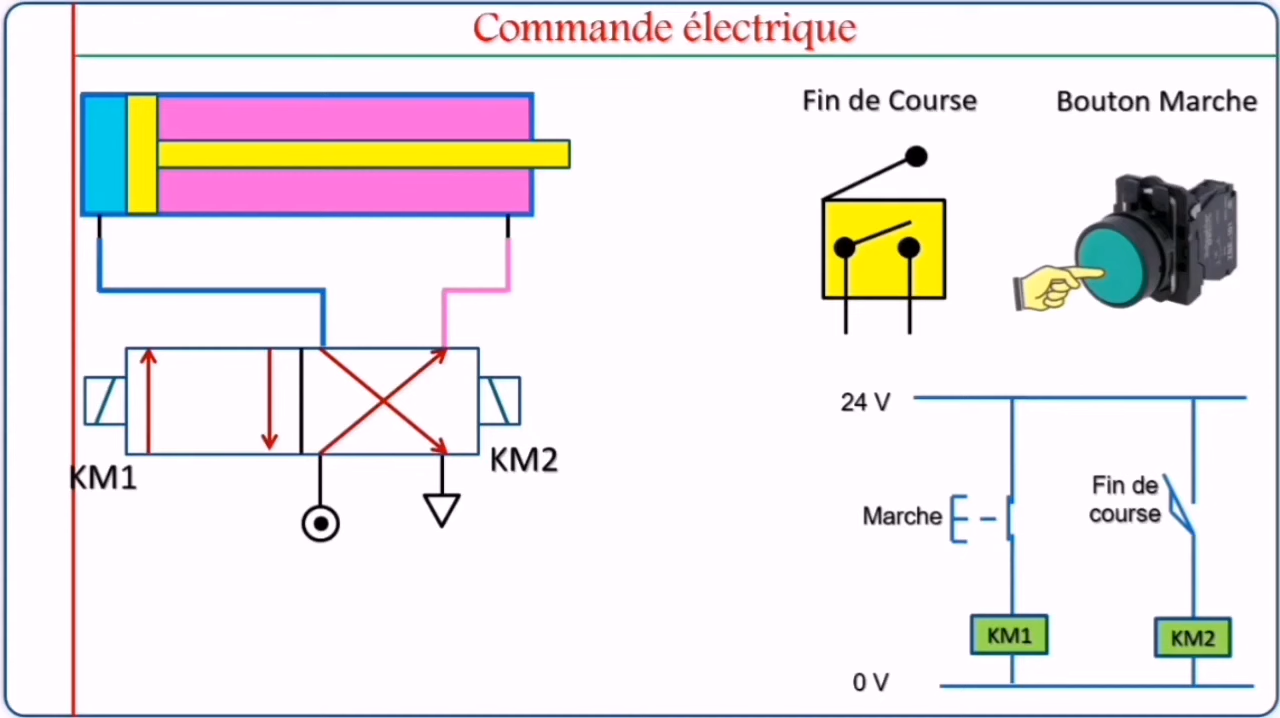 Commande électrique
Fin de Course
Bouton Marche
24 V
KM1
KM2
Fin de
course
Marche
KM1
KM2
0 V